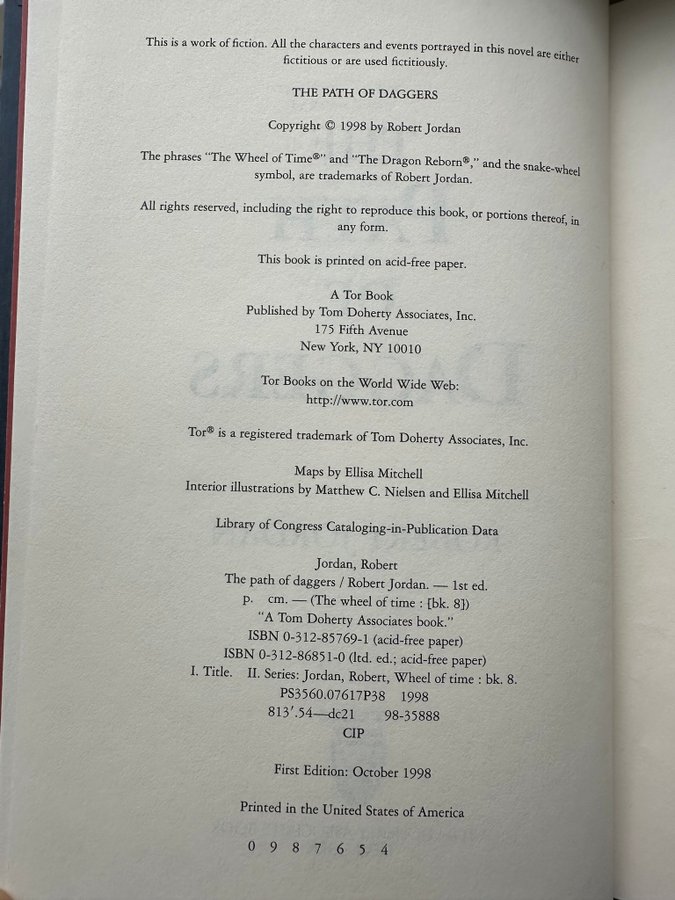 This is a work of fiction. All the characters and events portrayed in this novel are either
fictitious or are used fictitiously.
THE PATH OF DAGGERS
Copyright © 1998 by Robert Jordan
The phrases “The Wheel of Time®” and “The Dragon Reborn®,” and the snake-wheel
symbol, are trademarks of Robert Jordan.
All rights reserved, including the right to reproduce this book, or portions thereof, in
any form.
This book is printed on acid-free paper.
A Tor Book
Published by Tom Doherty Associates, Inc.
175 Fifth Avenue
New York, NY 10010
Tor Books on the World Wide Web:
http://www.tor.com
Tor® is a registered trademark of Tom Doherty Associates, Inc.
Maps by Ellisa Mitchell
Interior illustrations by Matthew C. Nielsen and Ellisa Mitchell
Library of Congress Cataloging-in-Publication Data
Jordan, Robert
The path of daggers / Robert Jordan. — 1st ed.
p. cm. — (The wheel of time : [bk. 8])
“A Tom Doherty Associates book.”
ISBN 0-312-85769-1 (acid-free paper)
ISBN 0-312-86851-0 (ltd. ed.; acid-free paper)
I. Title. II. Series: Jordan, Robert, Wheel of time : bk. 8.
PS3560.07617P38 1998
813′.54—dc21 98-35888
CIP
First Edition: October 1998
Printed in the United States of America
0 9 8 7 6 5 4